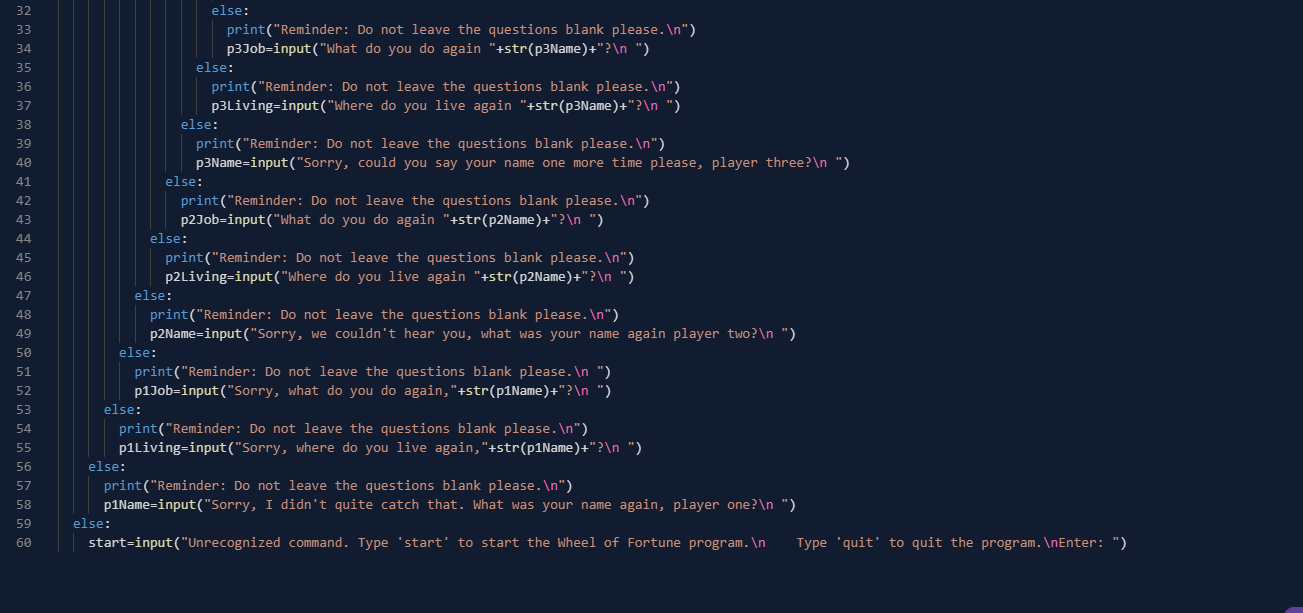 32 else:
33 print("Reminder: Do not leave the questions blank please.\n")
34 p3Job=input("What do you do again "+str(p3Name)+"?\n ")
35 else:
36 print("Reminder: Do not leave the questions blank please.\n")
37 p3Living=input("Where do you live again "+str(p3Name)+"?\n ")
38 else:
39 print("Reminder: Do not leave the questions blank please.\n")
40 p3Name=input("Sorry, could you say your name one more time please, player three?\n ")
41 else:
42 print("Reminder: Do not leave the questions blank please.\n")
43 p2Job=input("What do you do again "+str(p2Name)+"?\n ")
44 else:
45 print("Reminder: Do not leave the questions blank please.\n")
46 p2Living=input("Where do you live again "+str(p2Name)+"?\n ")
47 else:
48 print("Reminder: Do not leave the questions blank please.\n")
49 p2Name=input("Sorry, we couldn't hear you, what was your name again player two?\n ")
50 else:
51 print("Reminder: Do not leave the questions blank please.\n ")
52 p1Job=input("Sorry, what do you do again,"+str(p1Name)+"?\n ")
53 else:
54 print("Reminder: Do not leave the questions blank please.\n")
55 p1Living=input("Sorry, where do you live again,"+str(p1Name)+"?\n ")
56 else:
57 print("Reminder: Do not leave the questions blank please.\n")
58 p1Name=input("Sorry, I didn't quite catch that. What was your name again, player one?\n ")
59 else:
60 start=input("Unrecognized command. Type 'start' to start the Wheel of Fortune program.\n    Type 'quit' to quit the program.\nEnter: ")